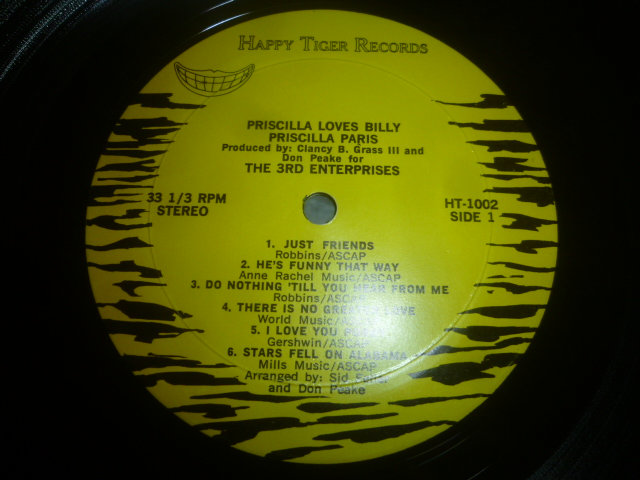 HAPPY TIGER RECORDS
PRISCILLA LOVES BILLY
PRISCILLA PARIS
Produced by: Clancy B. Grass III and
Don Peake for
THE 3RD ENTERPRISES
33 1/3 RPM
STEREO
HT-1002
SIDE 1
1. JUST FRIENDS
Robbins/ASCAP
2. HE'S FUNNY THAT WAY
Anne Rachel Music/ASCAP
3. DO NOTHING 'TILL YOU HEAR FROM ME
Robbins/ASCAP
4. THERE IS NO GREATER LOVE
World Music/
5. I LOVE YOU
Gershwin/ASCAP
6. STARS FELL ON ALABAMA
Mills Music/ASCAP
Arranged by: Sid
and Don Peake